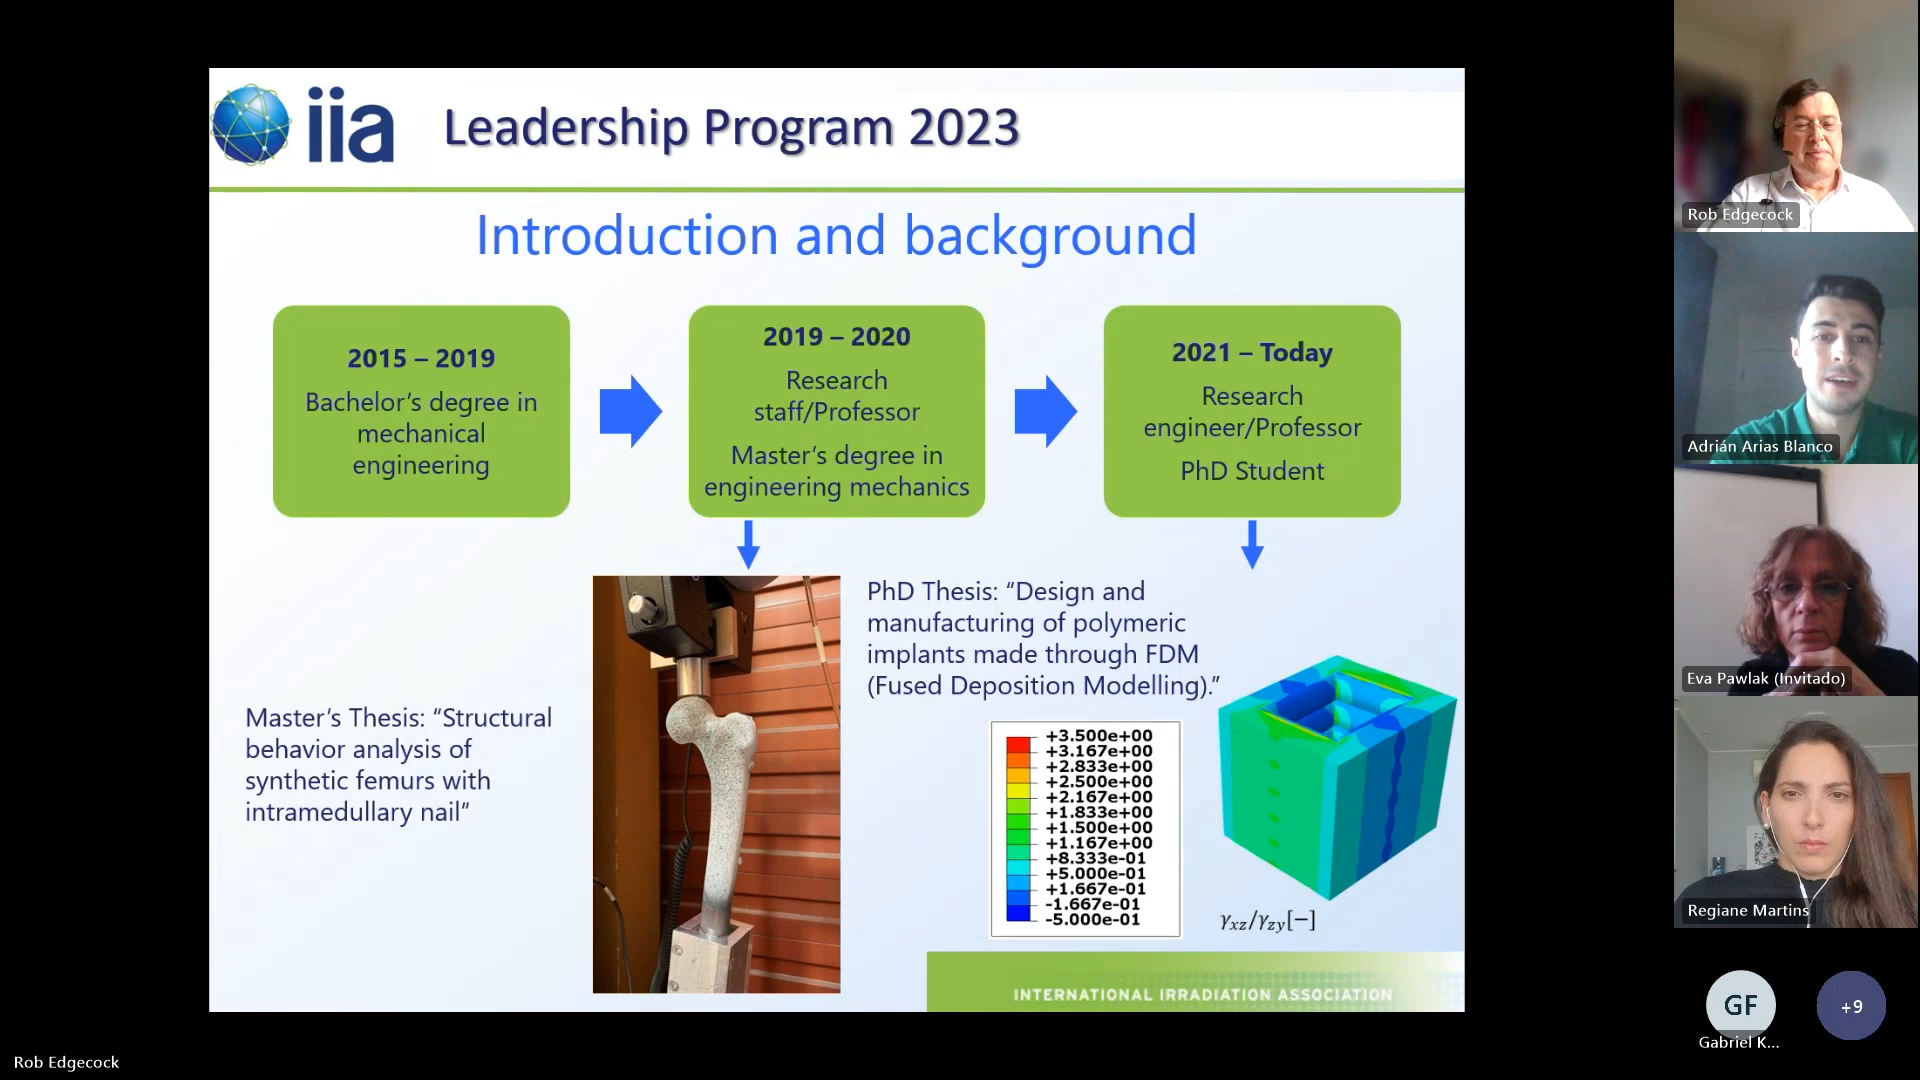 iia
Leadership Program 2023
Introduction and background
2015 – 2019
Bachelor’s degree in
mechanical
engineering
2019 – 2020
Research
staff/Professor
Master’s degree in
engineering mechanics
2021 – Today
Research
engineer/Professor
PhD Student
Master’s Thesis: “Structural
behavior analysis of
synthetic femurs with
intramedullary nail”
PhD Thesis: “Design and
manufacturing of polymeric
implants made through FDM
(Fused Deposition Modelling).”
+3.500e+00
+3.167e+00
+2.833e+00
+2.500e+00
+2.167e+00
+1.833e+00
+1.500e+00
+1.167e+00
+8.333e-01
+5.000e-01
+1.667e-01
-1.667e-01
-5.000e-01
γxz/γzy[−]
INTERNATIONAL IRRADIATION ASSOCIATION
Rob Edgecock
Adrián Arias Blanco
Eva Pawlak (Invitado)
Regiane Martins
GF
Gabriel K...
+9
Rob Edgecock